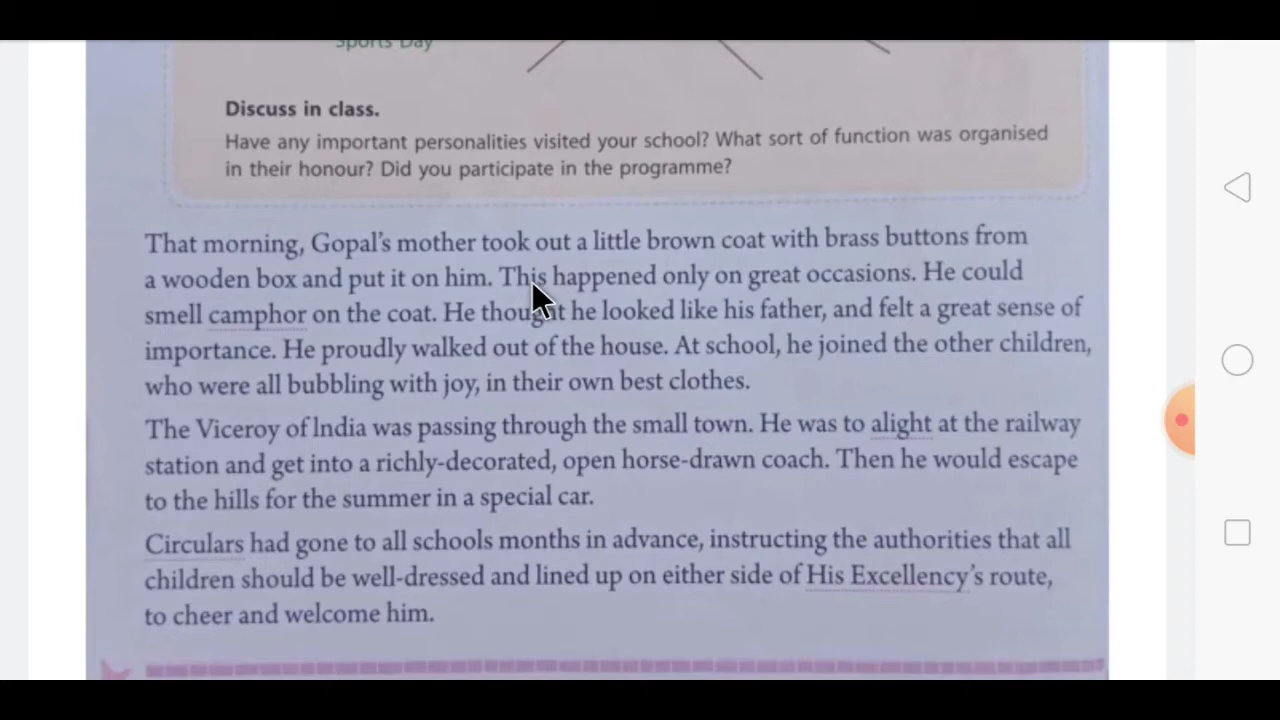 Sports Day
Discuss in class.
Have any important personalities visited your school? What sort of function was organised
in their honour? Did you participate in the programme?
That morning, Gopal's mother took out a little brown coat with brass buttons from
a wooden box and put it on him. This happened only on great occasions. He could
smell camphor on the coat. He thought he looked like his father, and felt a great sense of
importance. He proudly walked out of the house. At school, he joined the other children,
who were all bubbling with joy, in their own best clothes.
The Viceroy of India was passing through the small town. He was to alight at the railway
station and get into a richly-decorated, open horse-drawn coach. Then he would escape
to the hills for the summer in a special car.
Circulars had gone to all schools months in advance, instructing the authorities that all
children should be well-dressed and lined up on either side of His Excellency's route,
to cheer and welcome him.